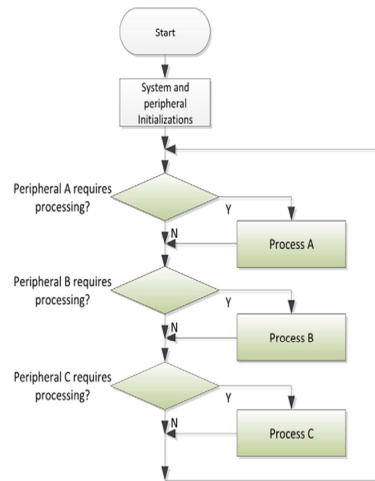 Start
System and
peripheral
Initializations
Peripheral A requires
processing?
Y
N
Process A
Peripheral B requires
processing?
Y
N
Process B
Peripheral C requires
processing?
Y
N
Process C